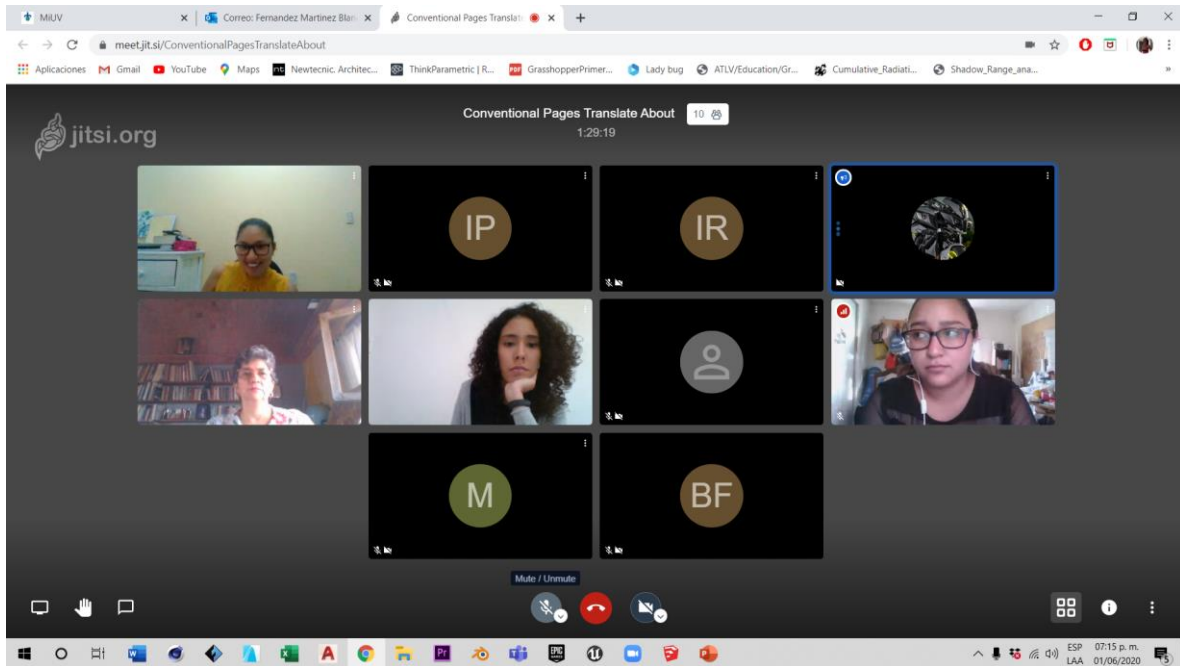 MiUV
Correo: Fernandez Martinez Blan
Conventional Pages Translat
meet.jit.si/ConventionalPagesTranslateAbout
Aplicaciones
Gmail
YouTube
Maps
Newtecnic. Architec...
ThinkParametric | R...
GrasshopperPrimer...
Lady bug
ATLV/Education/Gr...
Cumulative_Radiati...
Shadow_Range_ana...
jitsi.org
Conventional Pages Translate About 10
1:29:19
IP
IR
M
BF
Mute / Unmute
ESP 07:15 p. m.
LAA 01/06/2020